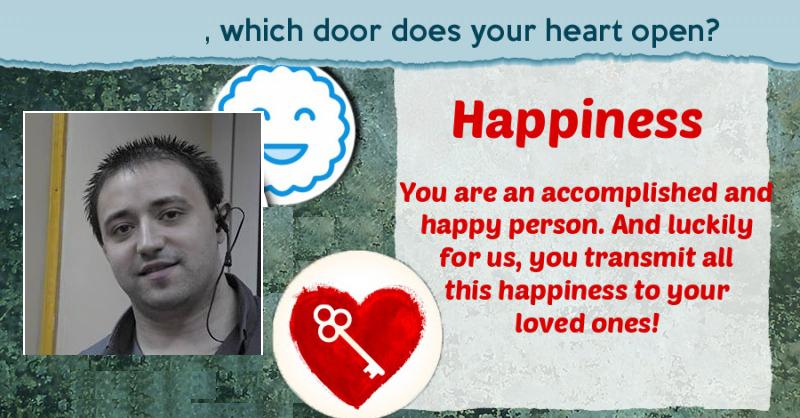 , which door does your heart open?
Happiness
You are an accomplished and
happy person. And luckily
for us, you transmit all
this happiness to your
loved ones!